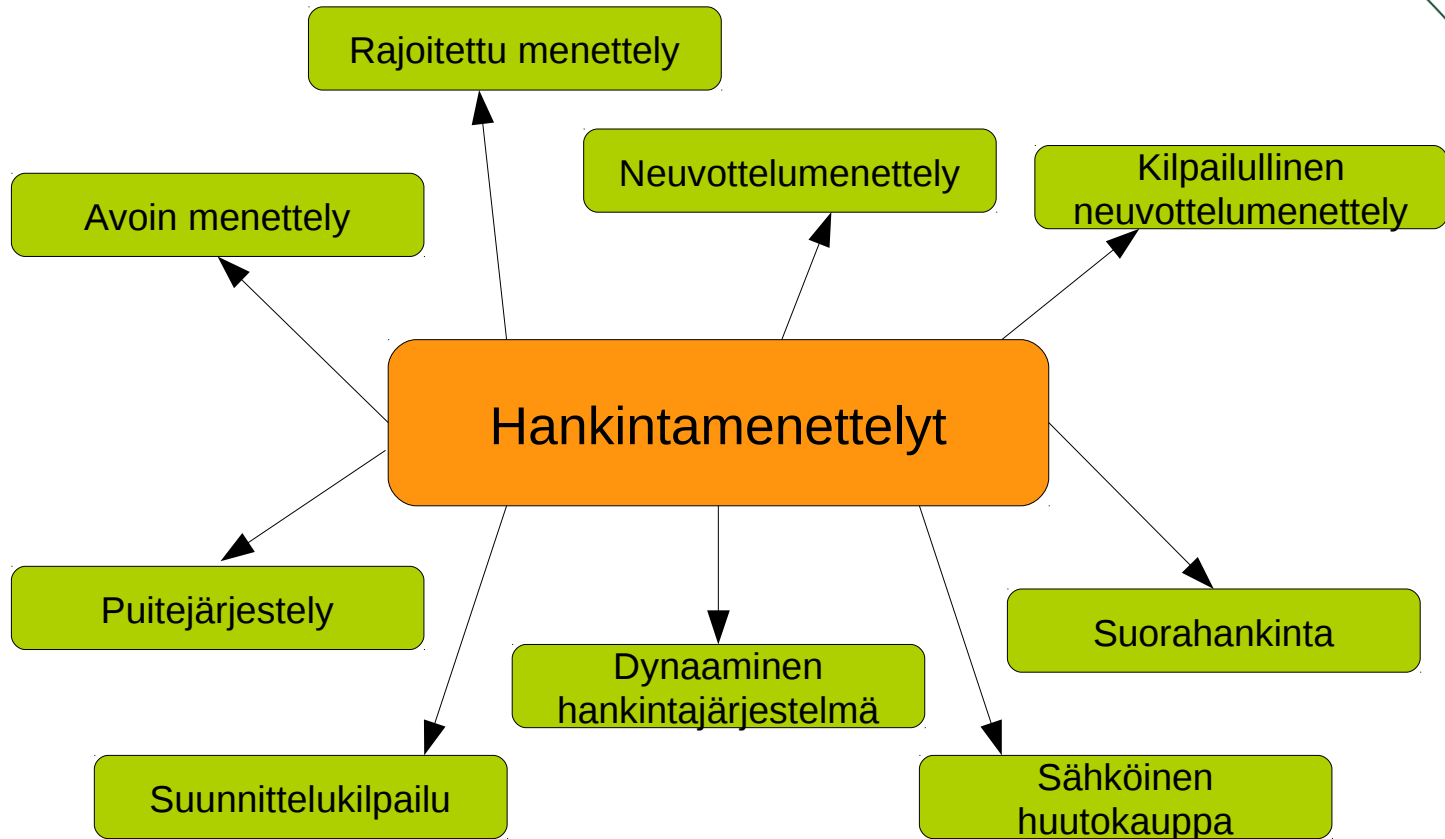 Rajoitettu menettely
Neuvottelumenettely
Kilpailullinen
neuvottelumenettely
Avoin menettely
Hankintamenettelyt
Puitejärjestely
Suorahankinta
Dynaaminen
hankintajärjestelmä
Suunnittelukilpailu
Sähköinen
huutokauppa